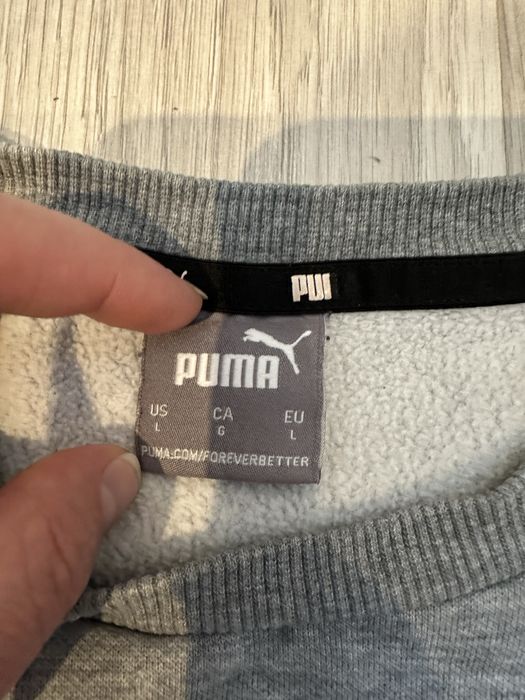 PUI
PUMA
US CA EU
L G L
PUMA.COM/FOREVERBETTER